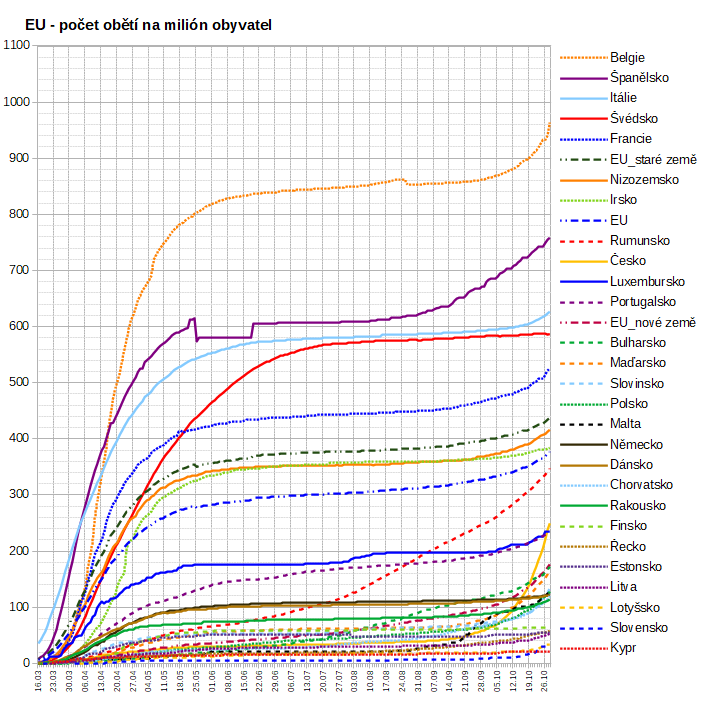 EU - počet obětí na milión obyvatel
1100
1000
900
800
700
600
500
400
300
200
100
0
16.03
23.03
30.03
06.04
13.04
20.04
27.04
04.05
11.05
18.05
25.05
01.06
08.06
15.06
22.06
29.06
06.07
13.07
20.07
27.07
03.08
10.08
17.08
24.08
31.08
07.09
14.09
21.09
28.09
05.10
12.10
19.10
26.10
Belgie
Španělsko
Itálie
Švédsko
Francie
EU_staré země
Nizozemsko
Irsko
EU
Rumunsko
Česko
Luxembursko
Portugalsko
EU_nové země
Bulharsko
Maďarsko
Slovinsko
Polsko
Malta
Německo
Dánsko
Chorvatsko
Rakousko
Finsko
Řecko
Estonsko
Litva
Lotyšsko
Slovensko
Kypr